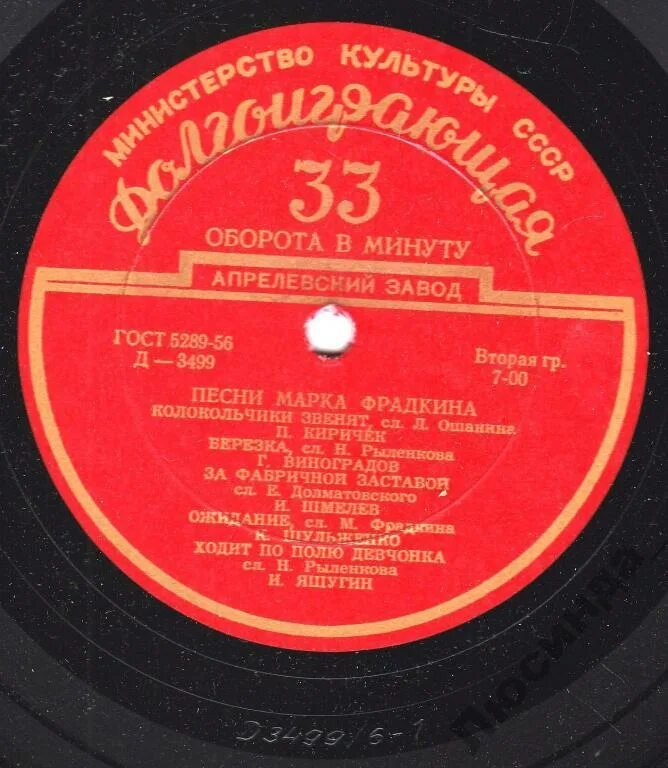 МИНИСТЕРСТВО КУЛЬТУРЫ СССР
Долгоиграющая
33
ОБОРОТА В МИНУТУ
АПРЕЛЕВСКИЙ ЗАВОД
ГОСТ 5289-56
Д — 3499
Вторая гр.
7-00
ПЕСНИ МАРКА ФРАДКИНА
КОЛОКОЛЬЧИКИ ЗВЕНЯТ, сл. Л. Ошанина
П. КИРИЧЕК
БЕРЕЗКА, сл. Н. Рыленкова
Г. ВИНОГРАДОВ
ЗА ФАБРИЧНОЙ ЗАСТАВОЙ
сл. Е. Долматовского
И. ШМЕЛЕВ
ОЖИДАНИЕ, сл. М. Фрадкина
К. ШУЛЬЖЕНКО
ХОДИТ ПО ПОЛЮ ДЕВЧОНКА
сл. Н. Рыленкова
И. ЯШУГИН
Д3499/6-1
Люсинда